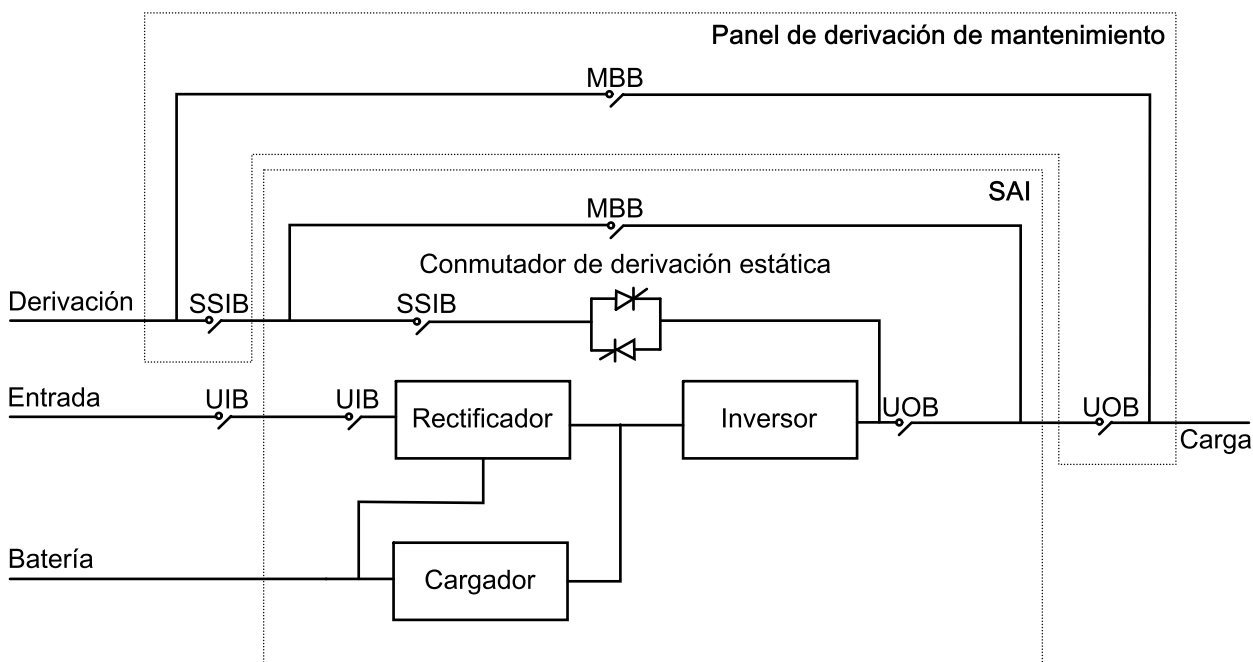 Panel de derivación de mantenimiento
MBB
SAI
MBB
Conmutador de derivación estática
Derivación
SSIB
SSIB
Entrada
UIB
UIB
Rectificador
Inversor
UOB
UOB
Carga
Batería
Cargador